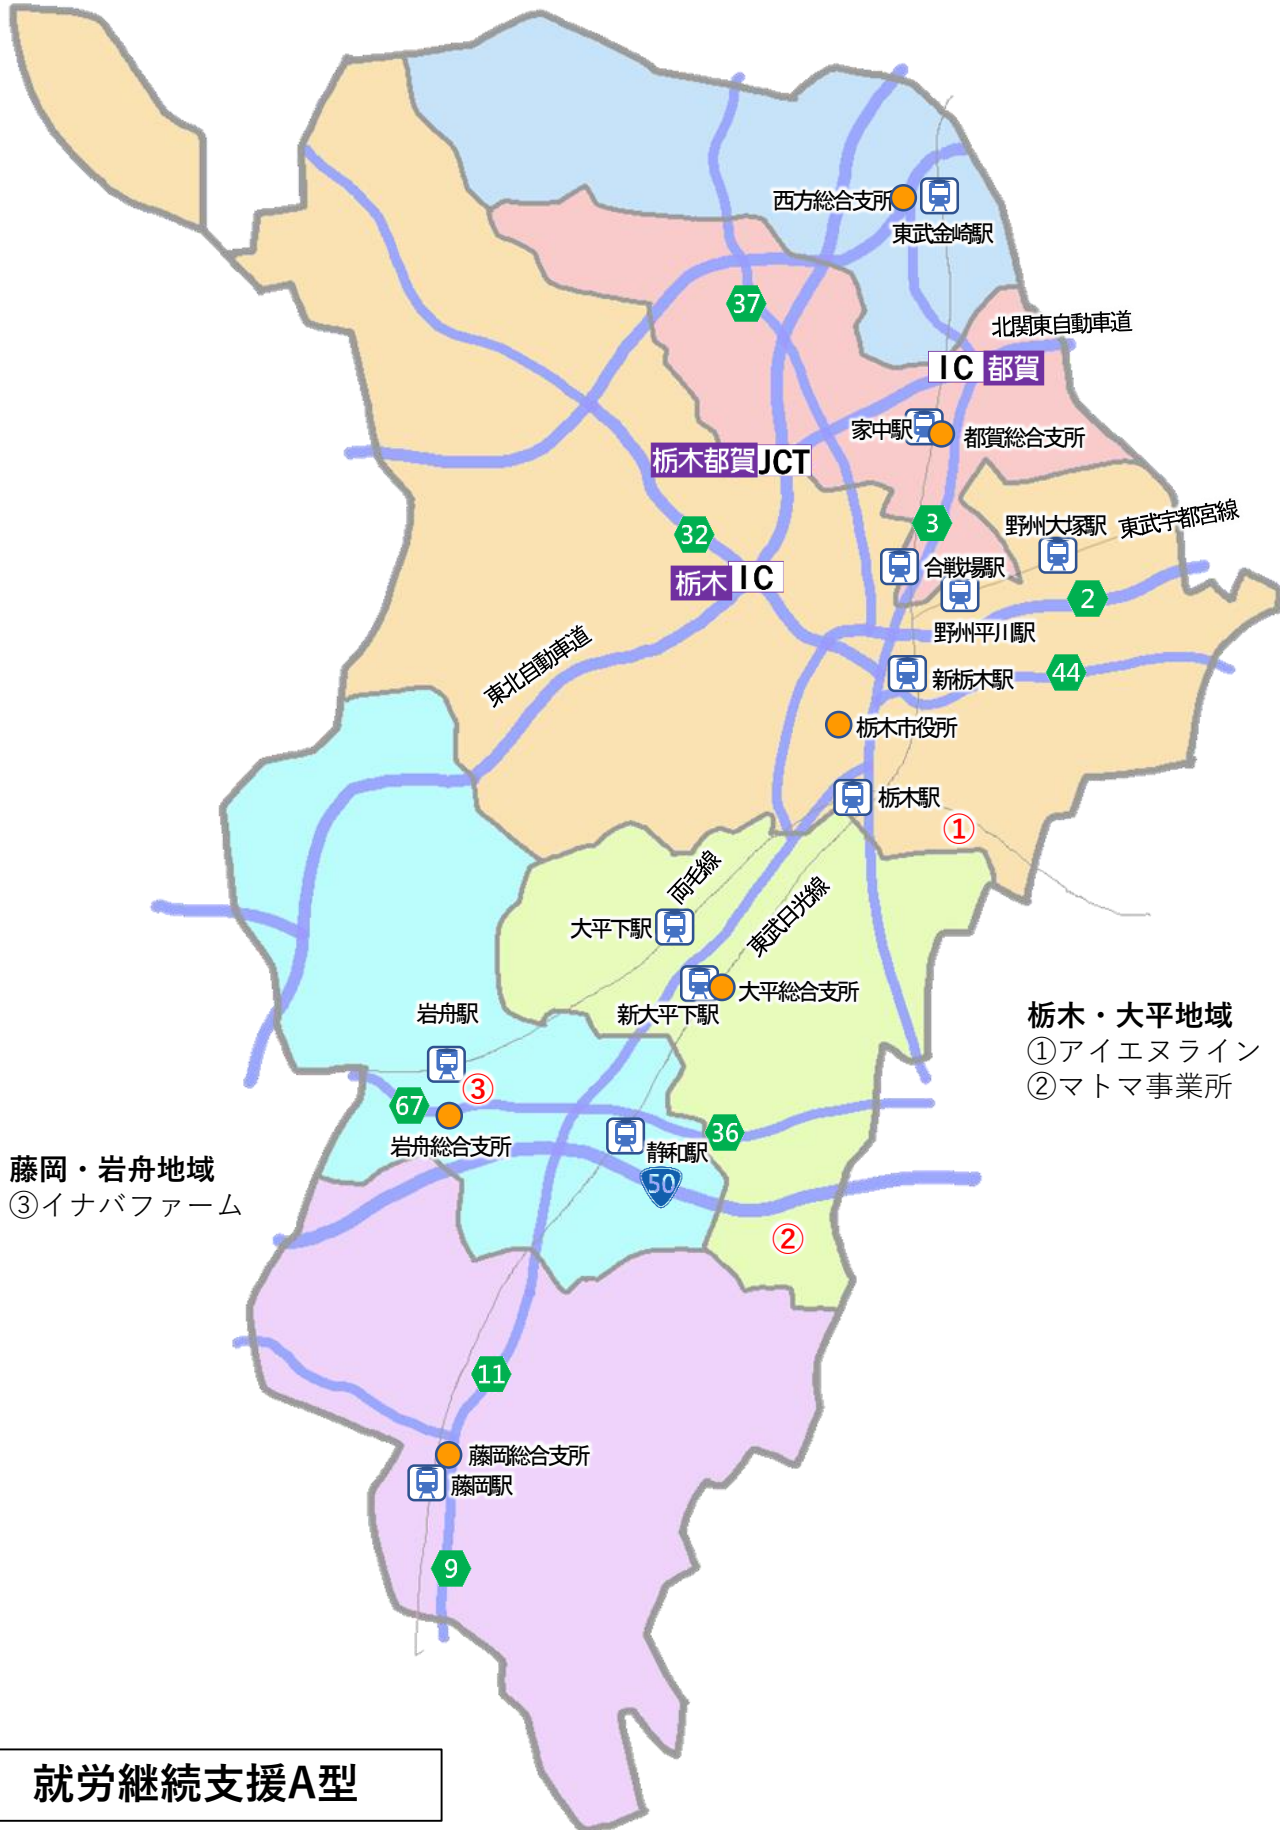 西方総合支所
東武金崎駅
37
北関東自動車道
IC 都賀
家中駅
都賀総合支所
栃木都賀JCT
3
野州大塚駅
東武宇都宮線
32
合戦場駅
栃木 IC
2
野州平川駅
東北自動車道
44
新栃木駅
栃木市役所
栃木駅
①
両毛線
東武日光線
大平下駅
大平総合支所
新大平下駅
岩舟駅
栃木・大平地域
①アイエヌライン
②マトマ事業所
③
67
岩舟総合支所
36
静和駅
50
藤岡・岩舟地域
③イナバファーム
②
11
藤岡総合支所
藤岡駅
9
就労継続支援A型